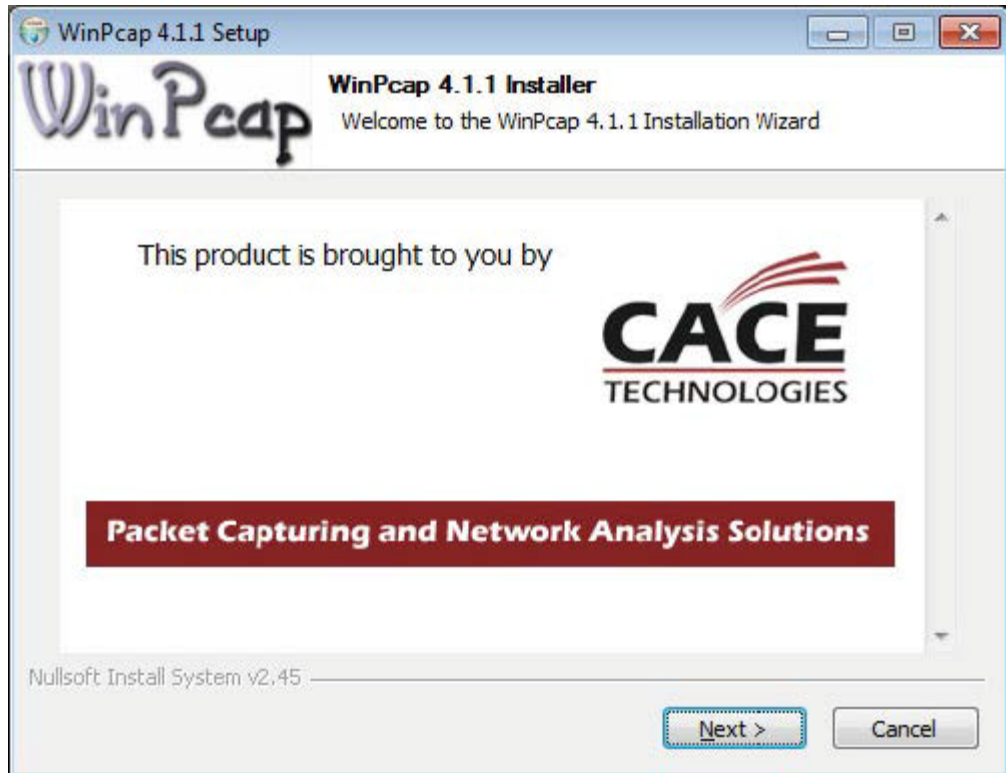 WinPcap 4.1.1 Setup
WinPcap
WinPcap 4.1.1 Installer
Welcome to the WinPcap 4.1.1 Installation Wizard
This product is brought to you by
CACE
TECHNOLOGIES
Packet Capturing and Network Analysis Solutions
Nullsoft Install System v2.45
Next >
Cancel